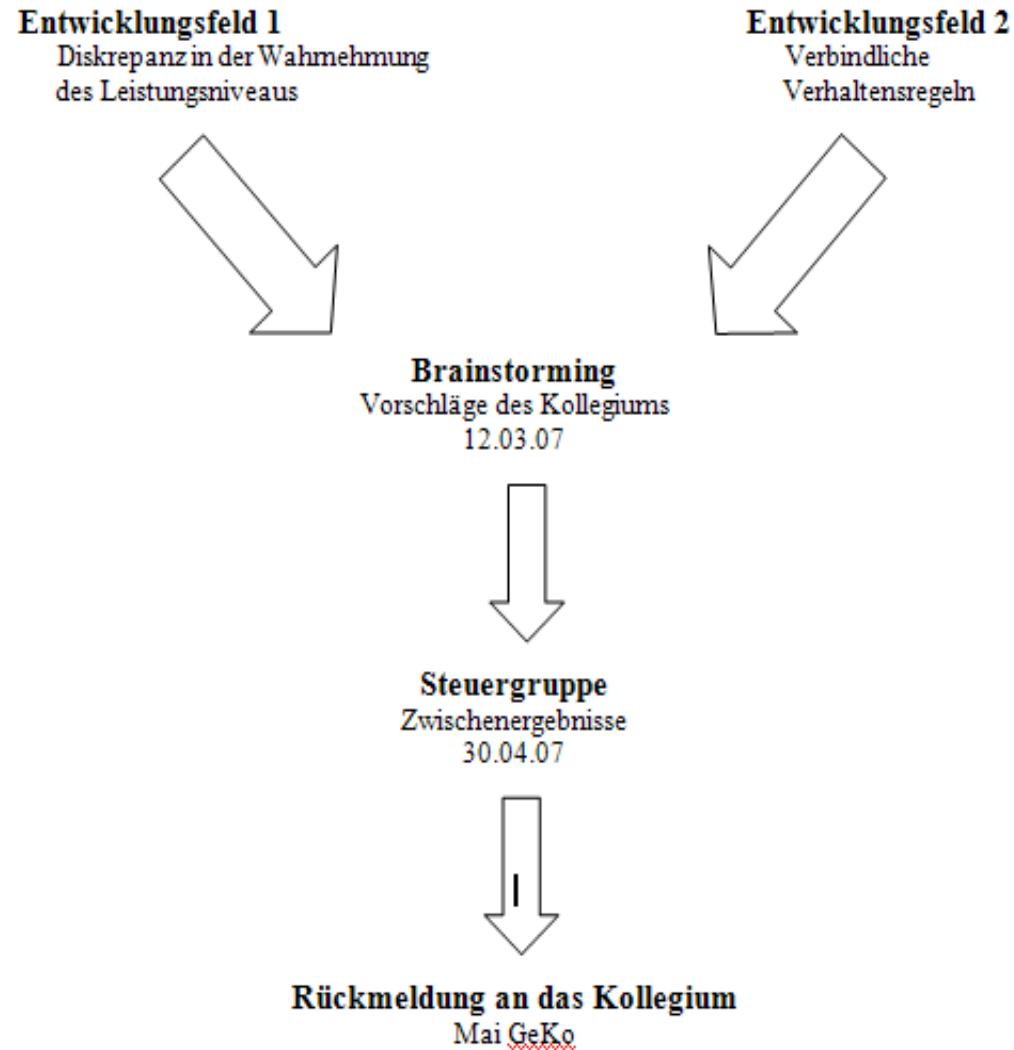 Entwicklungsfeld 1
Diskrepanz in der Wahrnehmung
des Leistungsniveaus
Entwicklungsfeld 2
Verbindliche
Verhaltensregeln
Brainstorming
Vorschläge des Kollegiums
12.03.07
Steuergruppe
Zwischenergebnisse
30.04.07
Rückmeldung an das Kollegium
Mai GeKo